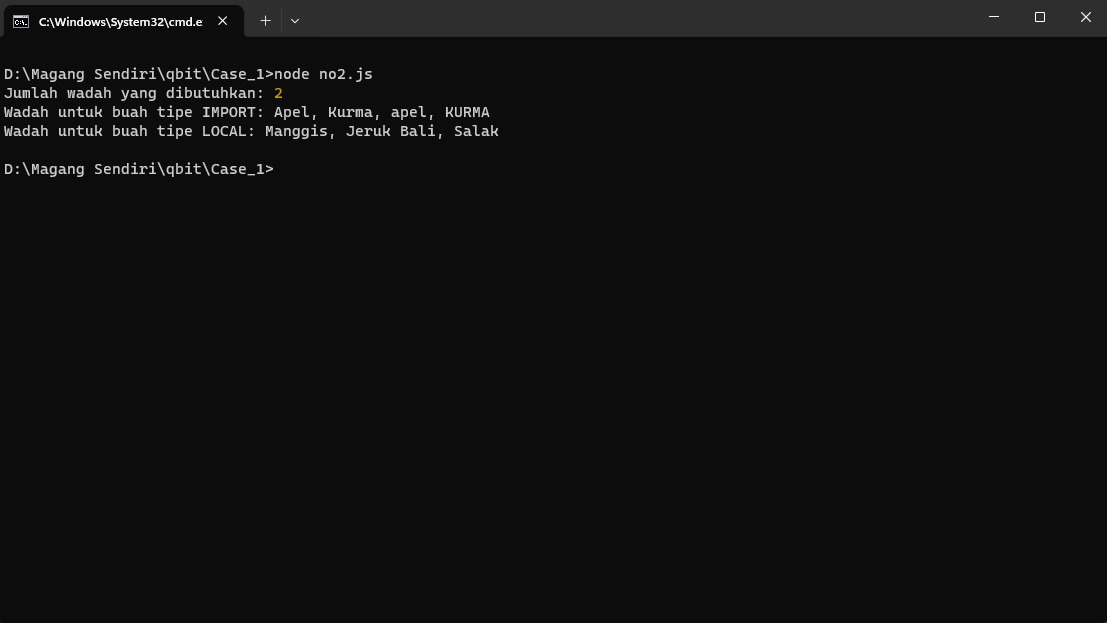 C:\Windows\System32\cmd.e
D:\Magang Sendiri\qbit\Case_1>node no2.js
Jumlah wadah yang dibutuhkan: 2
Wadah untuk buah tipe IMPORT: Apel, Kurma, apel, KURMA
Wadah untuk buah tipe LOCAL: Manggis, Jeruk Bali, Salak
D:\Magang Sendiri\qbit\Case_1>